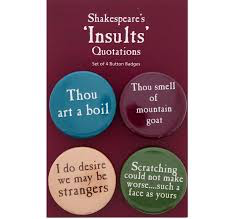 Shakespeare's
'Insults'
Quotations
Set of 4 Button Badges
Thou
art a boil
Thou smell
of
mountain
goat
I do desire
we may be
strangers
Scratching
could not make
worse....such a
face as yours